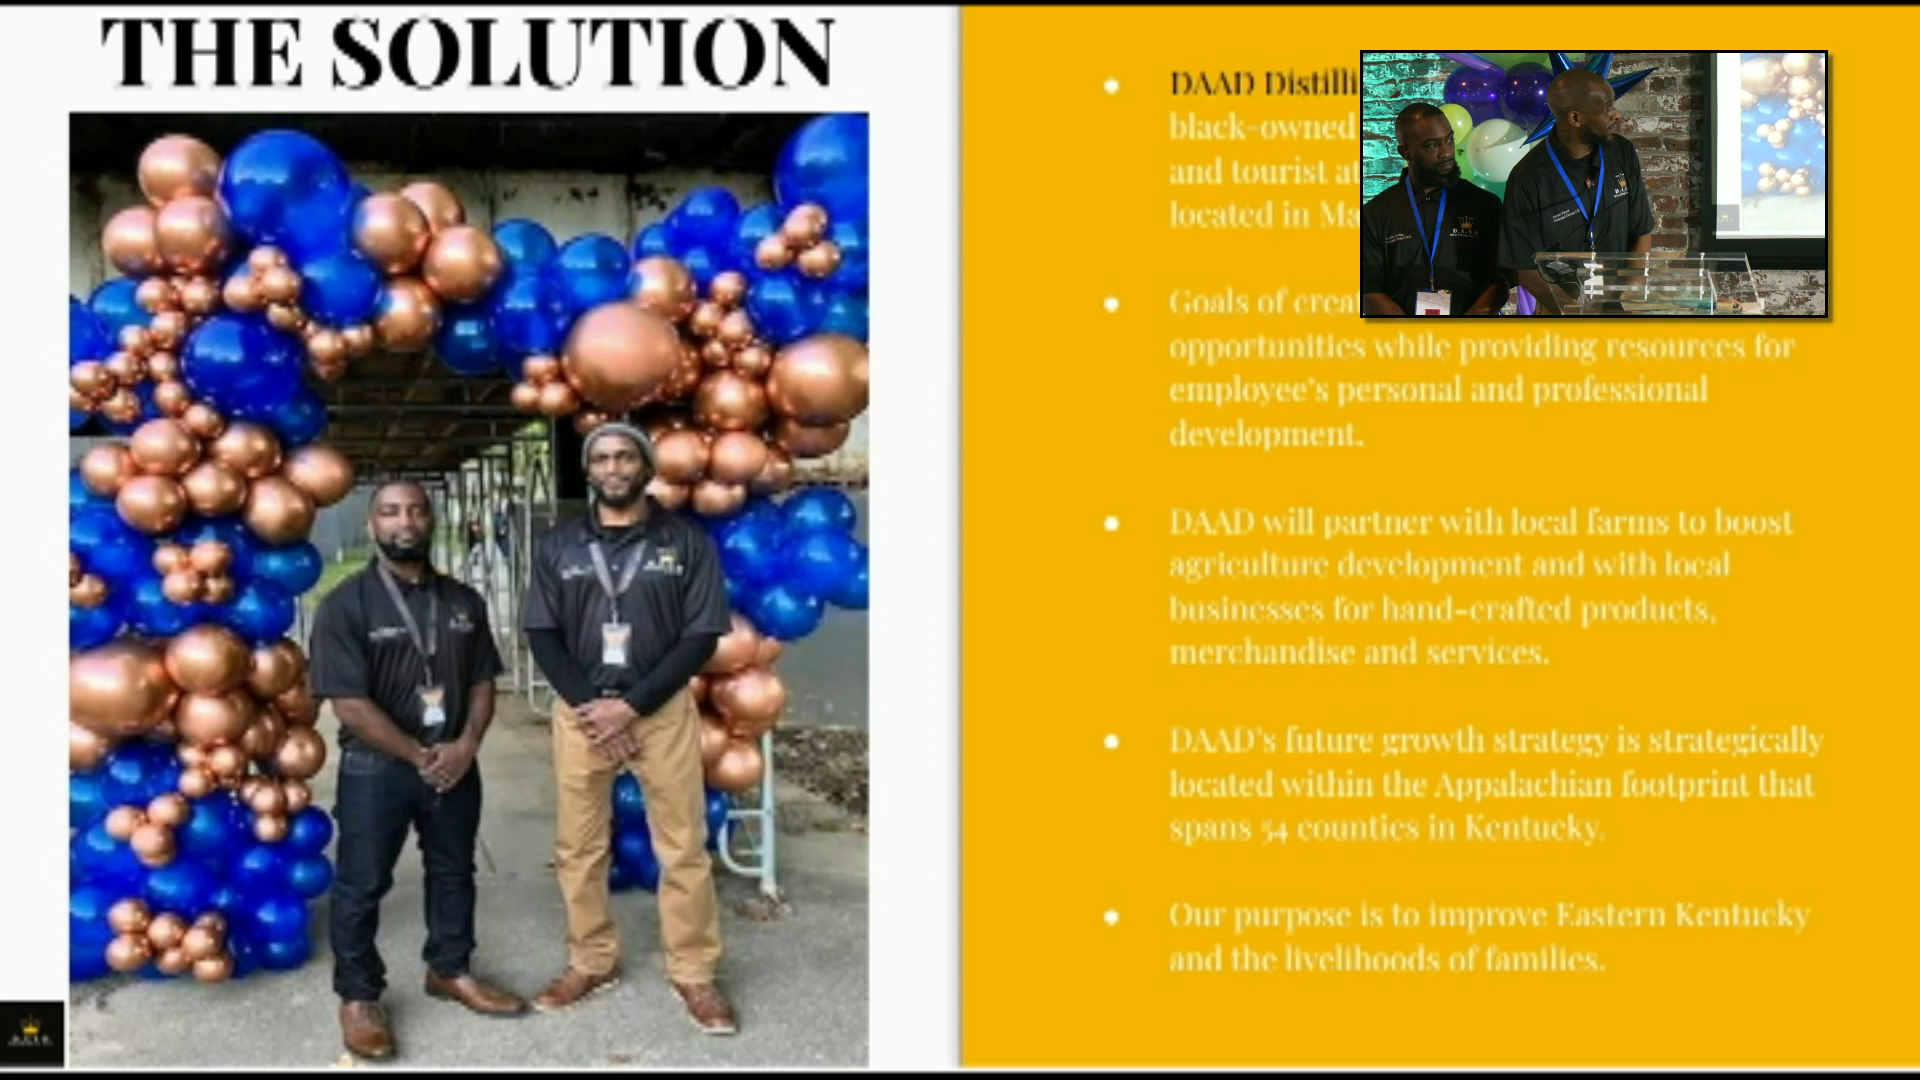 THE SOLUTION
DAAD Distilli
black-owned
and tourist at
located in Ma
Goals of creat
opportunities while providing resources for
employee's personal and professional
development.
DAAD will partner with local farms to boost
agriculture development and with local
businesses for hand-crafted products,
merchandise and services.
DAAD's future growth strategy is strategically
located within the Appalachian footprint that
spans 54 counties in Kentucky.
Our purpose is to improve Eastern Kentucky
and the livelihoods of families.